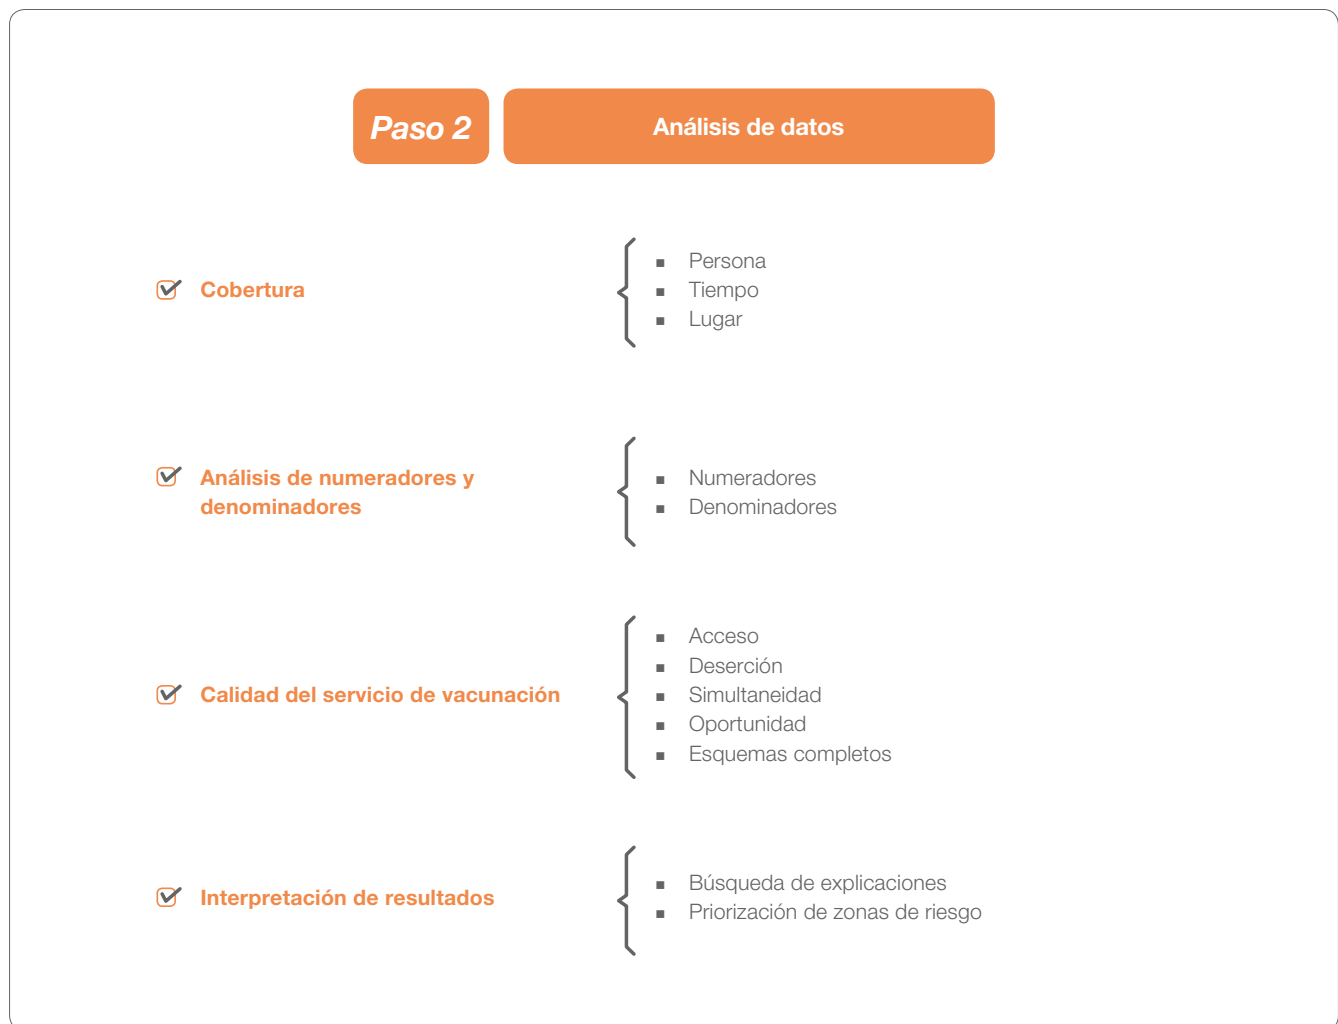 Paso 2
Análisis de datos
Cobertura
Persona
Tiempo
Lugar
Análisis de numeradores y
denominadores
Numeradores
Denominadores
Calidad del servicio de vacunación
Acceso
Deserción
Simultaneidad
Oportunidad
Esquemas completos
Interpretación de resultados
Búsqueda de explicaciones
Priorización de zonas de riesgo